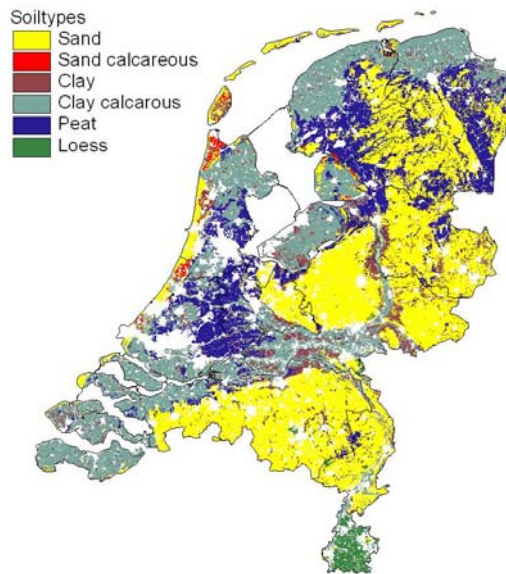 Soiltypes
Sand
Sand calcareous
Clay
Clay calcarous
Peat
Loess